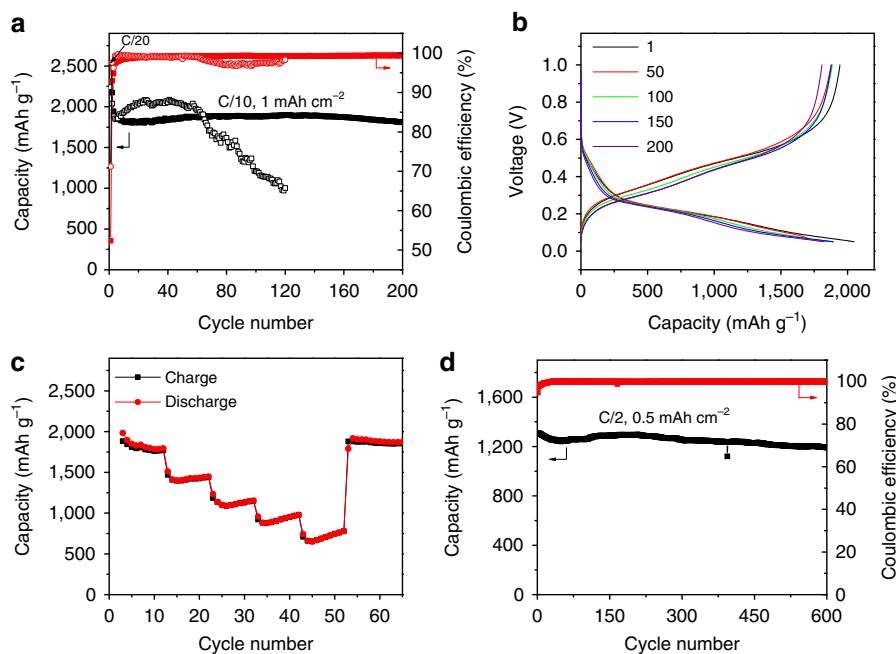 a
C/20
C/10, 1 mAh cm−2
Capacity (mAh g−1)
2,500
2,000
1,500
1,000
500
0
Coulombic efficiency (%)
100
90
80
70
60
50
0 40 80 120 160 200
Cycle number
b
1
50
100
150
200
Voltage (V)
1.0
0.8
0.6
0.4
0.2
0.0
0 500 1,000 1,500 2,000
Capacity (mAh g−1)
c
Charge
Discharge
Capacity (mAh g−1)
2,500
2,000
1,500
1,000
500
0
0 10 20 30 40 50 60
Cycle number
d
C/2, 0.5 mAh cm−2
Capacity (mAh g−1)
1,600
1,200
800
400
0
Coulombic efficiency (%)
100
80
60
40
20
0
0 150 300 450 600
Cycle number